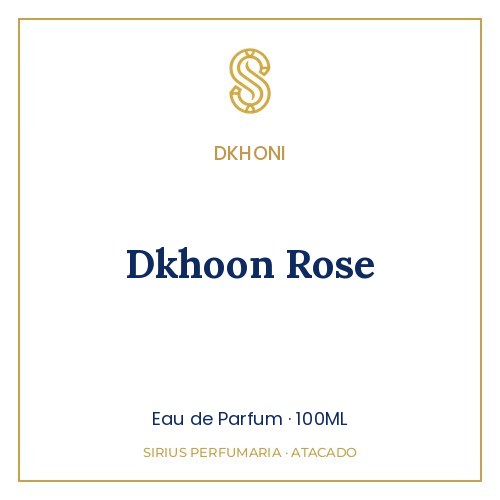 DKHONI
Dkhoon Rose
Eau de Parfum · 100ML
SIRIUS PERFUMARIA · ATACADO